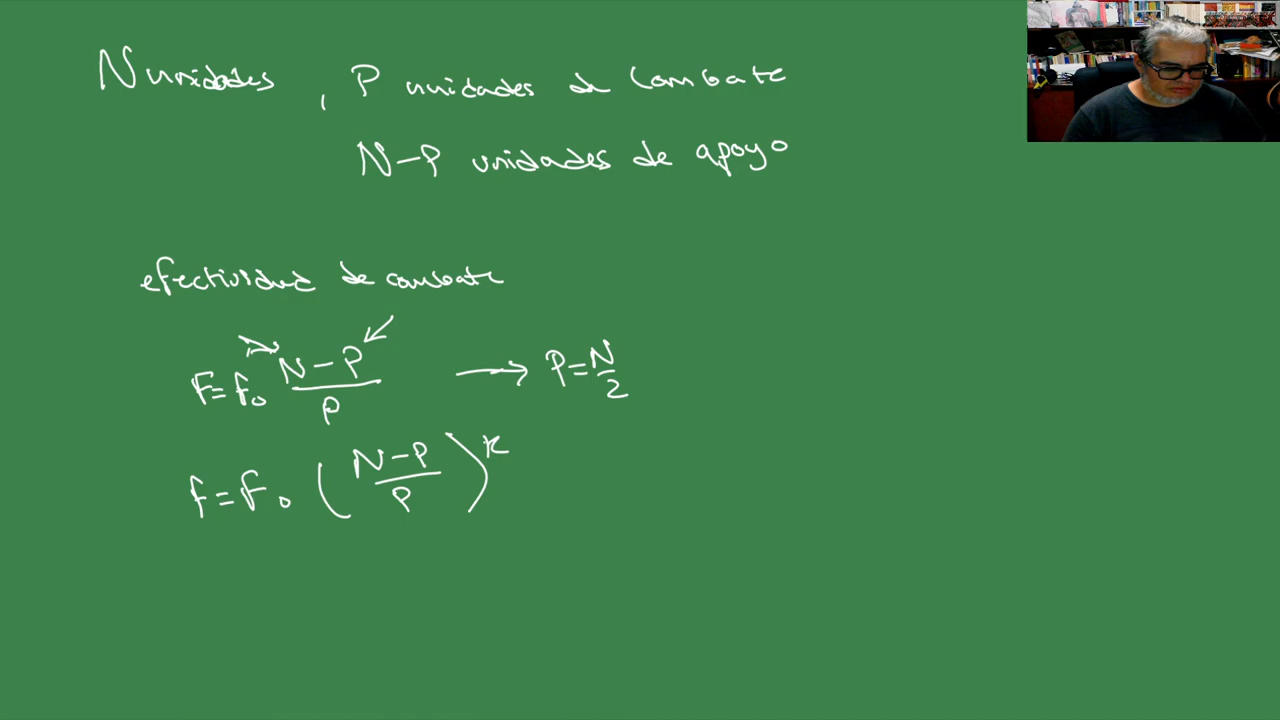 N unidades, P unidades de combate
N-P unidades de apoyo
efectividad de combate
F=f₀ (N-P)/P → P=N/2
f=F₀ ((N-P)/P)^k